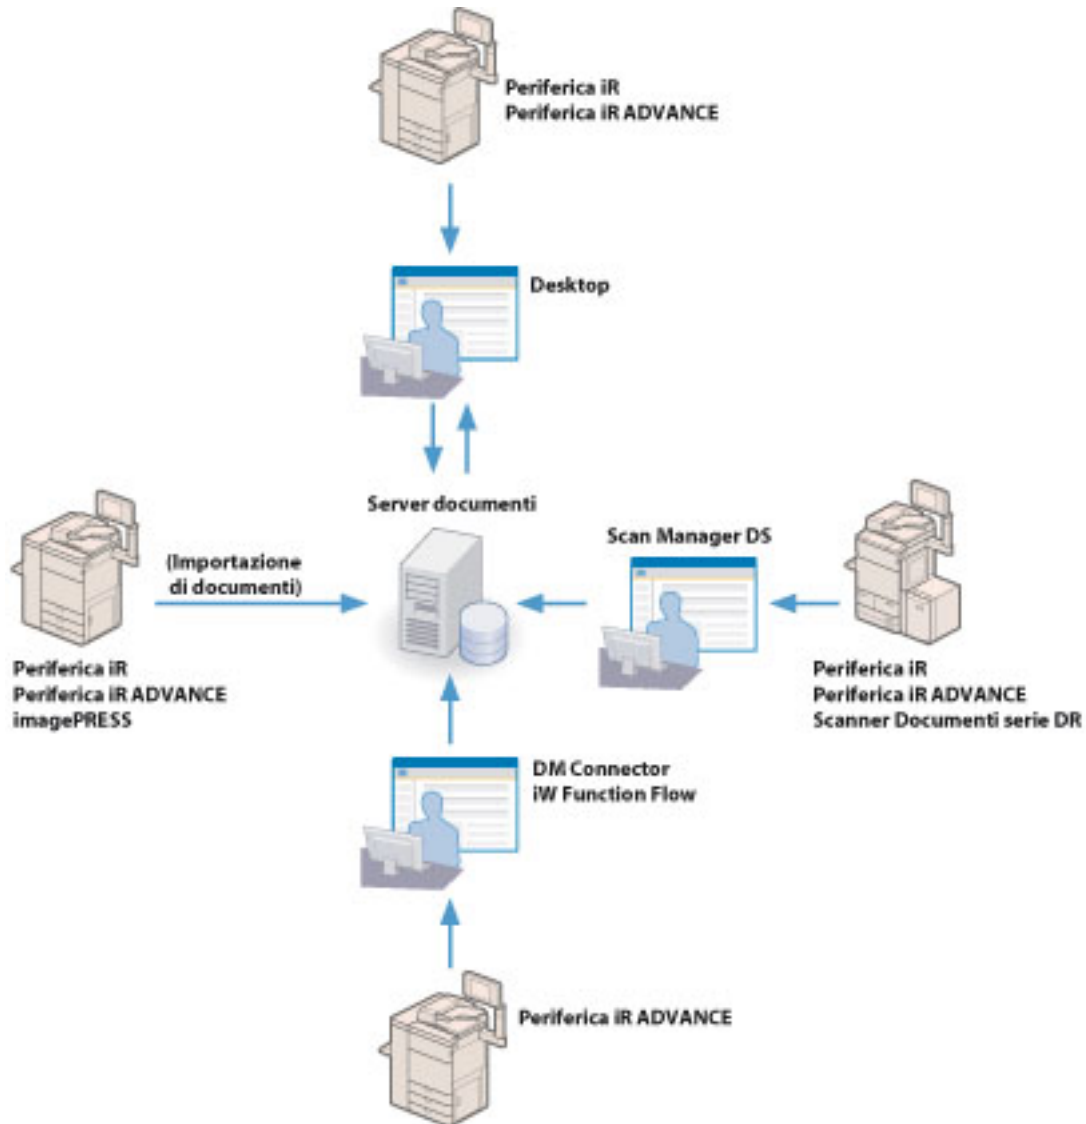 Periferica iR
Periferica iR ADVANCE
Desktop
Server documenti
Scan Manager DS
(Importazione
di documenti)
Periferica iR
Periferica iR ADVANCE
imagePRESS
Periferica iR
Periferica iR ADVANCE
Scanner Documenti serie DR
DM Connector
iW Function Flow
Periferica iR ADVANCE